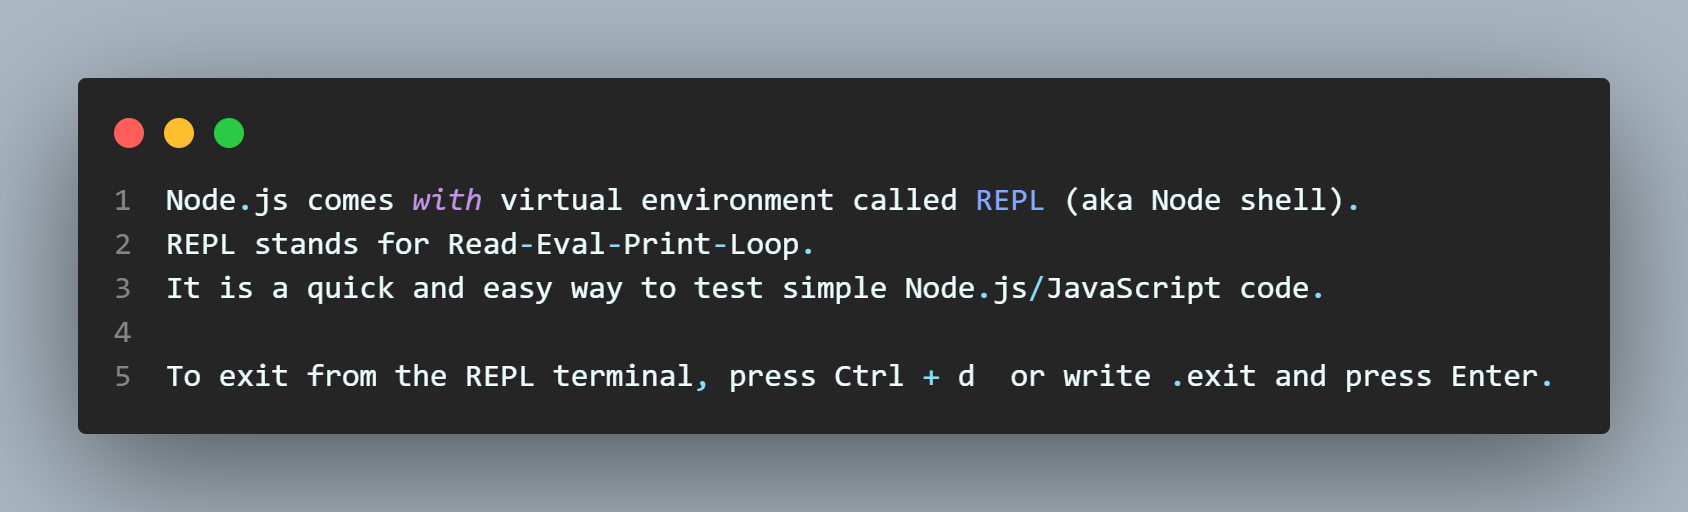 1 Node.js comes with virtual environment called REPL (aka Node shell).
2 REPL stands for Read-Eval-Print-Loop.
3 It is a quick and easy way to test simple Node.js/JavaScript code.
4
5 To exit from the REPL terminal, press Ctrl + d  or write .exit and press Enter.